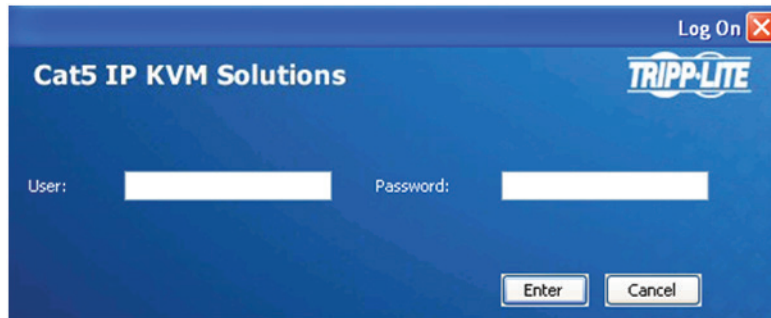 Log On
Cat5 IP KVM Solutions
TRIPP·LITE
User:
Password:
Enter
Cancel